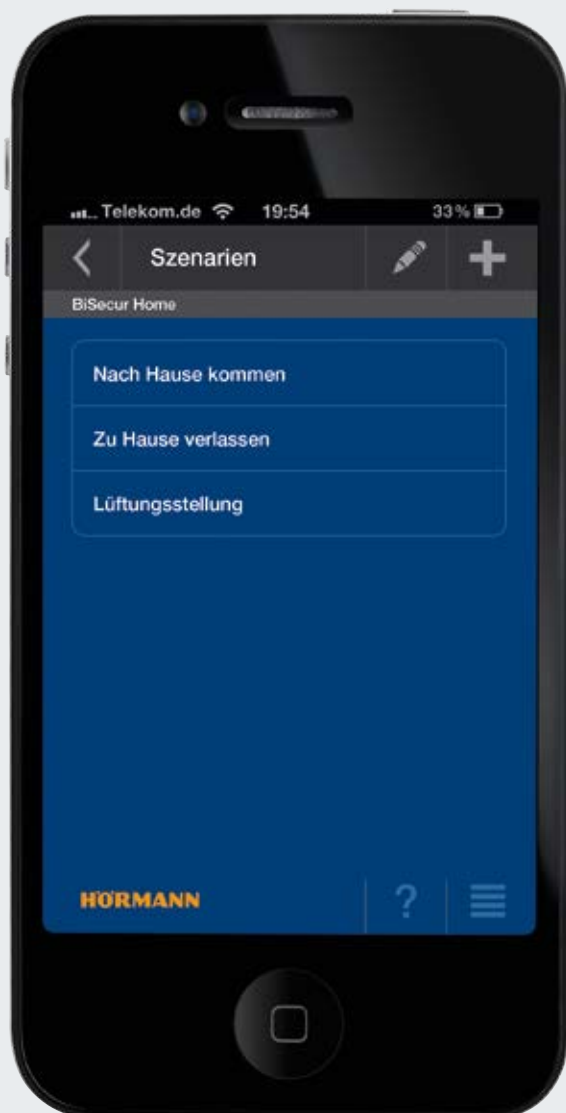 Telekom.de 19:54 33%
Szenarien
BiSecur Home
Nach Hause kommen
Zu Hause verlassen
Lüftungsstellung
HÖRMANN
?